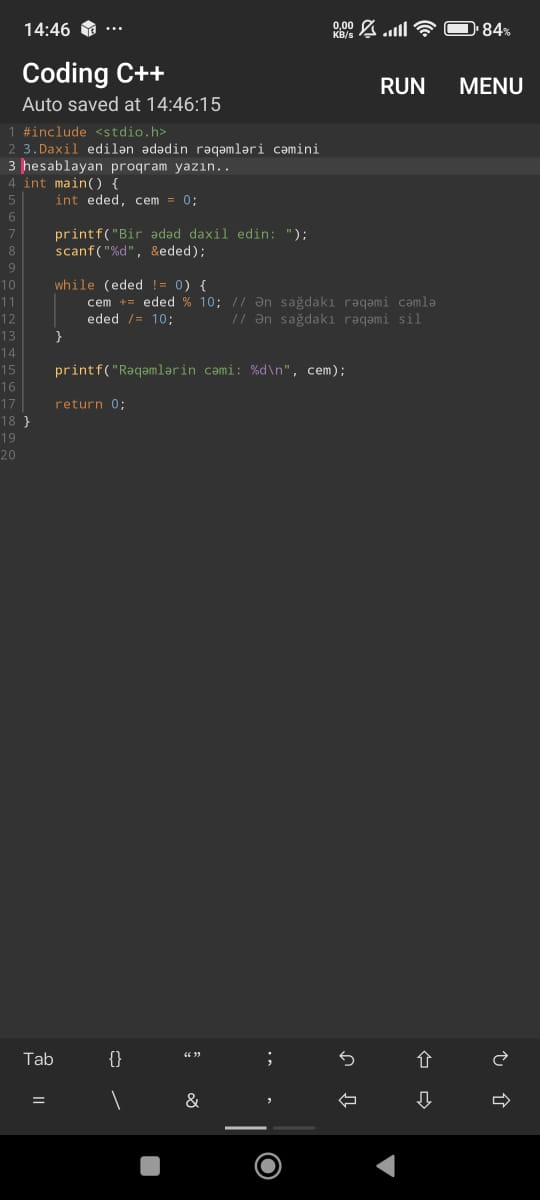 14:46 ... 0,00 KB/s 84%
Coding C++
RUN MENU
Auto saved at 14:46:15
1 #include <stdio.h>
2 3.Daxil edilən ədədin rəqəmləri cəmini
3 hesablayan proqram yazın..
4 int main() {
5 int eded, cem = 0;
6
7 printf("Bir ədəd daxil edin: ");
8 scanf("%d", &eded);
9
10 while (eded != 0) {
11 cem += eded % 10; // Ən sağdakı rəqəmi cəmlə
12 eded /= 10; // Ən sağdakı rəqəmi sil
13 }
14
15 printf("Rəqəmlərin cəmi: %d\n", cem);
16
17 return 0;
18 }
19
20
Tab {} “” ;
= \ & ,